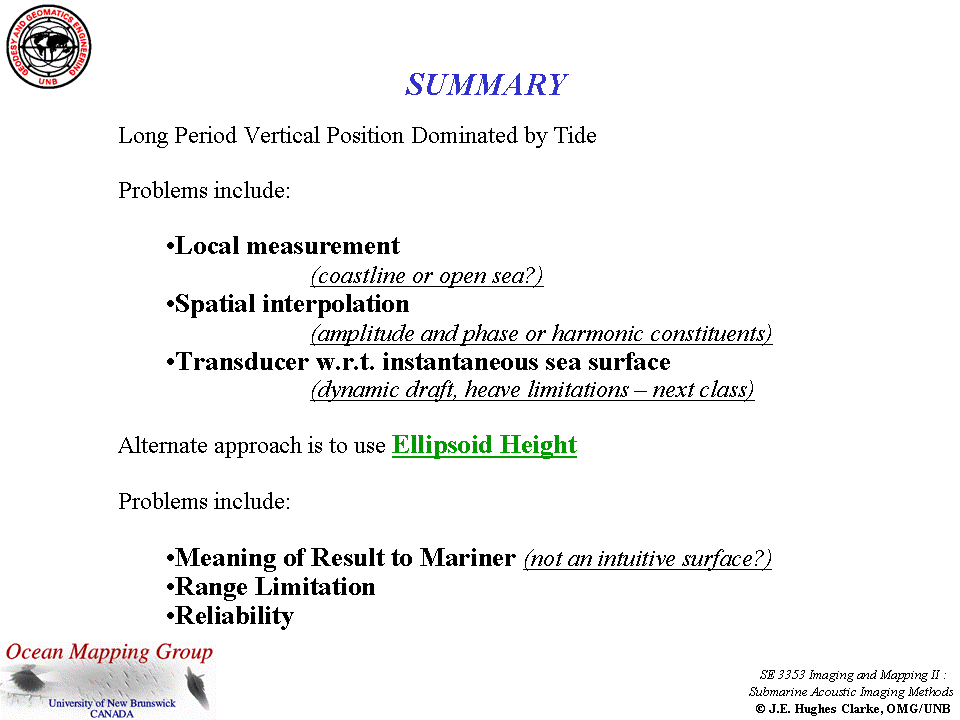 GEODESY AND GEOMATICS ENGINEERING
UNB
SUMMARY
Long Period Vertical Position Dominated by Tide
Problems include:
•Local measurement
(coastline or open sea?)
•Spatial interpolation
(amplitude and phase or harmonic constituents)
•Transducer w.r.t. instantaneous sea surface
(dynamic draft, heave limitations – next class)
Alternate approach is to use Ellipsoid Height
Problems include:
•Meaning of Result to Mariner (not an intuitive surface?)
•Range Limitation
•Reliability
Ocean Mapping Group
University of New Brunswick
CANADA
SE 3353 Imaging and Mapping II :
Submarine Acoustic Imaging Methods
© J.E. Hughes Clarke, OMG/UNB